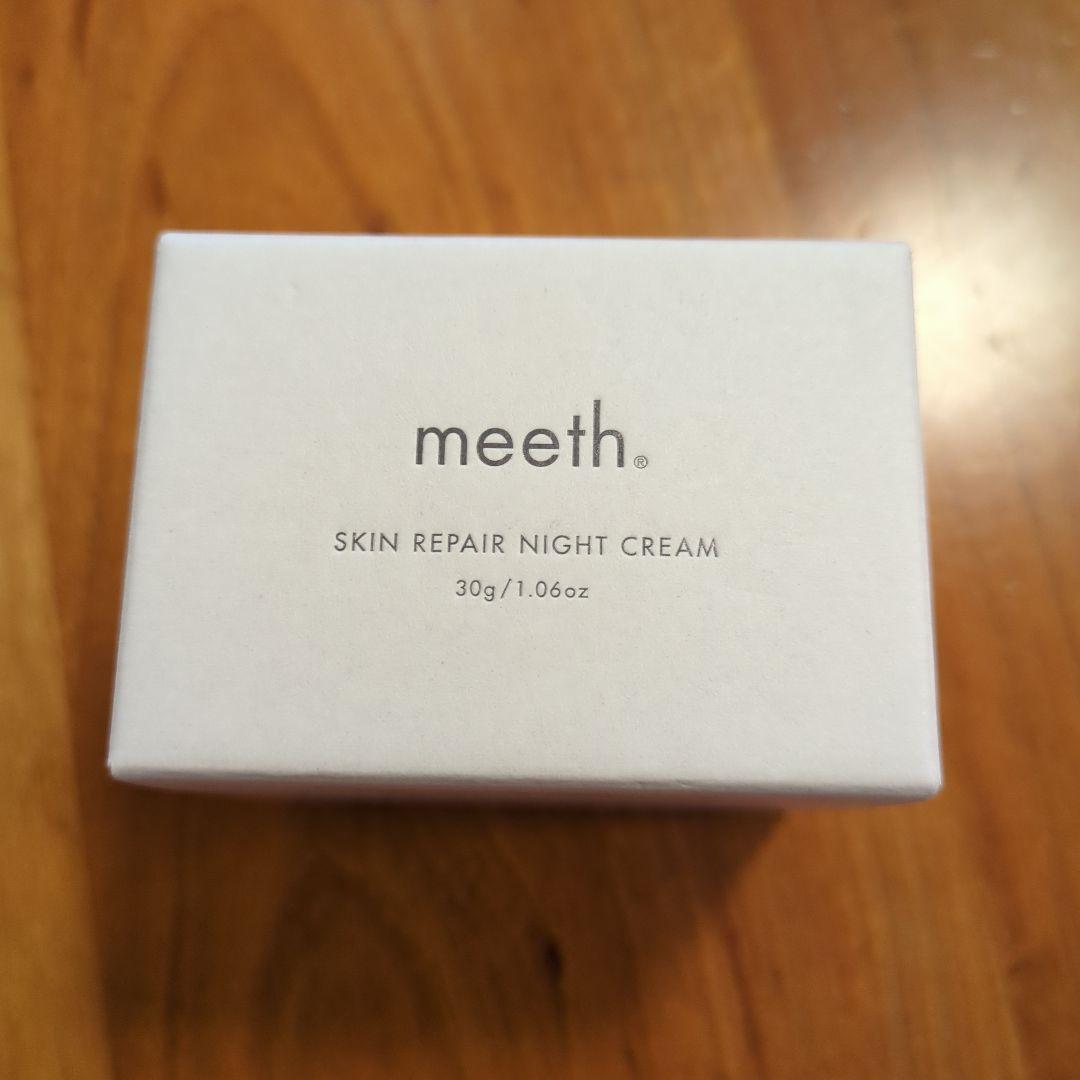 meeth.®
SKIN REPAIR NIGHT CREAM
30g/1.06oz